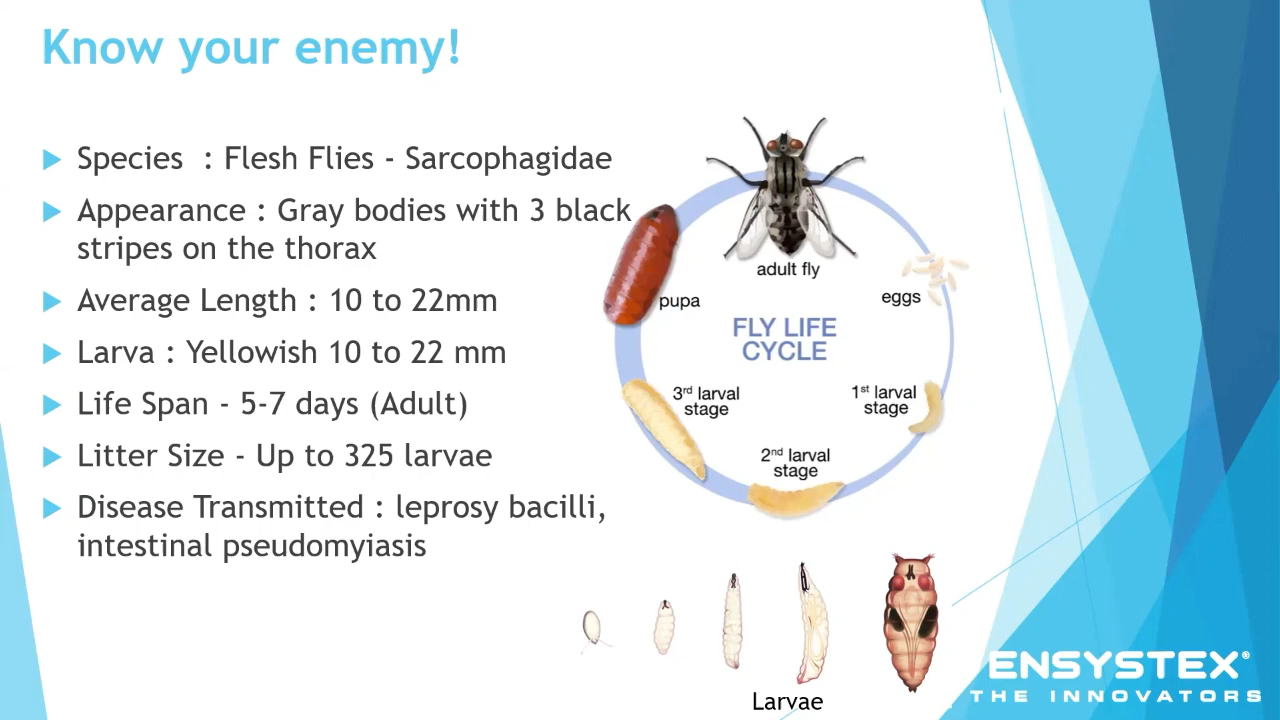 Know your enemy!
Species : Flesh Flies - Sarcophagidae
Appearance : Gray bodies with 3 black
stripes on the thorax
Average Length : 10 to 22mm
Larva : Yellowish 10 to 22 mm
Life Span - 5-7 days (Adult)
Litter Size - Up to 325 larvae
Disease Transmitted : leprosy bacilli,
intestinal pseudomyiasis
adult fly
eggs
pupa
FLY LIFE
CYCLE
1st larval
stage
3rd larval
stage
2nd larval
stage
Larvae
ENSYSTEX®
THE INNOVATORS